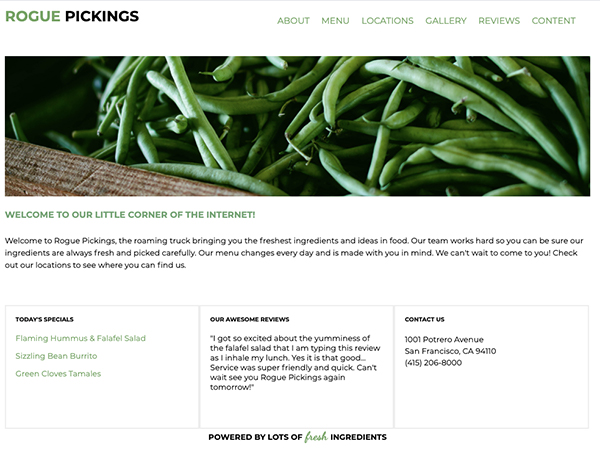 ROGUE PICKINGS
ABOUT MENU LOCATIONS GALLERY REVIEWS CONTENT
WELCOME TO OUR LITTLE CORNER OF THE INTERNET!
Welcome to Rogue Pickings, the roaming truck bringing you the freshest ingredients and ideas in food. Our team works hard so you can be sure our
ingredients are always fresh and picked carefully. Our menu changes every day and is made with you in mind. We can't wait to come to you! Check
out our locations to see where you can find us.
TODAY'S SPECIALS
Flaming Hummus & Falafel Salad
Sizzling Bean Burrito
Green Cloves Tamales
OUR AWESOME REVIEWS
"I got so excited about the yumminess of
the falafel salad that I am typing this review
as I inhale my lunch. Yes it is that good...
Service was super friendly and quick. Can't
wait see you Rogue Pickings again
tomorrow!"
CONTACT US
1001 Potrero Avenue
San Francisco, CA 94110
(415) 206-8000
POWERED BY LOTS OF fresh INGREDIENTS